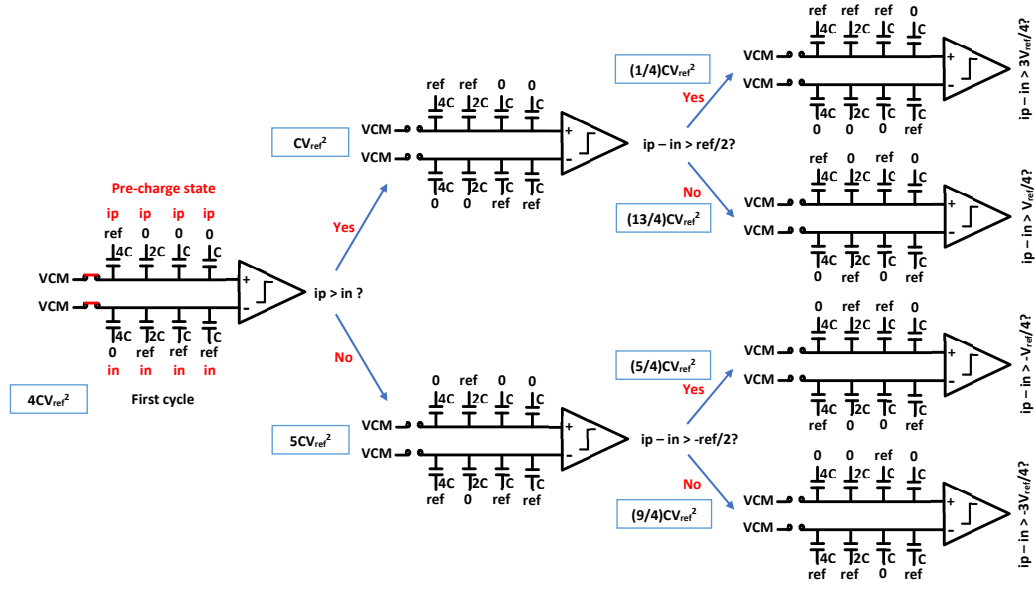 Pre-charge state
ip ip ip ip
ref 0 0 0
4C 2C C C
VCM
+
VCM
-
4C 2C C C
0 ref ref ref
in in in in
4CVref²
First cycle
ip > in ?
Yes
No
CVref²
ref ref 0 0
4C 2C C C
VCM
+
VCM
-
4C 2C C C
0 0 ref ref
ip – in > ref/2?
5CVref²
0 ref 0 0
4C 2C C C
VCM
+
VCM
-
4C 2C C C
ref 0 ref ref
ip – in > -ref/2?
(1/4)CVref²
Yes
No
(13/4)CVref²
(5/4)CVref²
Yes
No
(9/4)CVref²
ref ref ref 0
4C 2C C C
VCM
+
VCM
-
4C 2C C C
0 0 0 ref
ip – in > 3Vref/4?
ref 0 ref 0
4C 2C C C
VCM
+
VCM
-
4C 2C C C
0 ref 0 ref
ip – in > Vref/4?
0 ref ref 0
4C 2C C C
VCM
+
VCM
-
4C 2C C C
ref 0 0 ref
ip – in > -Vref/4?
0 0 ref 0
4C 2C C C
VCM
+
VCM
-
4C 2C C C
ref ref 0 ref
ip – in > -3Vref/4?